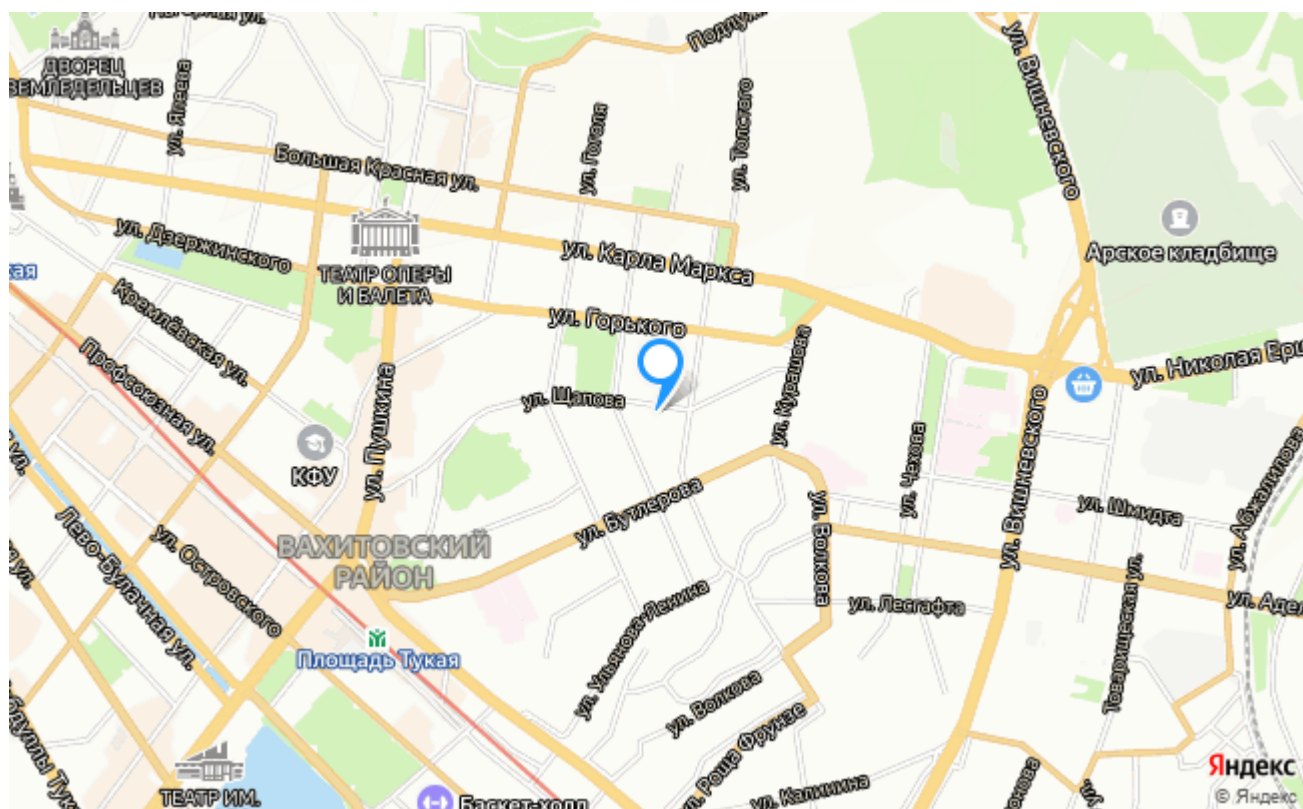 ДВОРЕЦ
ЗЕМЛЕДЕЛЬЦЕВ
ул. Япеева
Большая Красная ул.
ул. Гоголя
ул. Толстого
ул. Вишневского
Арское кладбище
ул. Дзержинского
ТЕАТР ОПЕРЫ
И БАЛЕТА
ул. Карла Маркса
ул. Горького
Кремлёвская ул.
Профсоюзная ул.
ул. Пушкина
ул. Щапова
ул. Курашова
ул. Николая Ерш
КФУ
ул. Бутлерова
ул. Чехова
ул. Вишневского
ул. Шмидта
ул. Абжалилова
ВАХИТОВСКИЙ
РАЙОН
Лево-Булачная ул.
ул. Островского
ул. Волкова
ул. Лесгафта
ул. Адел
Товарищеская ул.
Площадь Тукая
ул. Ульянова-Ленина
ул. Волкова
ул. Роща Фрунзе
ул. Калинина
ТЕАТР ИМ.
Баскет-холл
Яндекс
© Яндекс